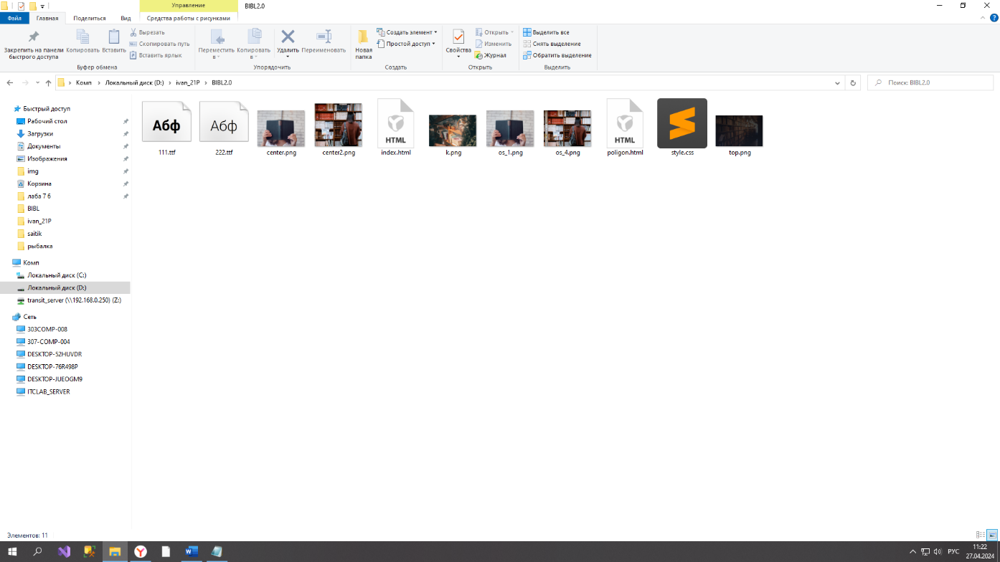 Управление
BIBL2.0
Файл
Главная
Поделиться
Вид
Средства работы с рисунками
Закрепить на панели
быстрого доступа
Копировать
Вставить
Вырезать
Скопировать путь
Вставить ярлык
Буфер обмена
Переместить
в
Копировать
в
Удалить
Переименовать
Упорядочить
Новая
папка
Создать элемент
Простой доступ
Создать
Свойства
Открыть
Изменить
Журнал
Открыть
Выделить все
Снять выделение
Обратить выделение
Выделить
Комп
Локальный диск (D:)
ivan_21P
BIBL2.0
Поиск: BIBL2.0
Быстрый доступ
Рабочий стол
Загрузки
Документы
Изображения
img
Корзина
лаба 7 6
BIBL
ivan_21P
saitik
рыбалка
Комп
Локальный диск (C:)
Локальный диск (D:)
transit_server (\\192.168.0.250) (Z:)
Сеть
303COMP-008
307-COMP-004
DESKTOP-52HUVDR
DESKTOP-76R498P
DESKTOP-JUEOGM9
ITCLAB_SERVER
Абф
111.ttf
Абф
222.ttf
center.png
center2.png
HTML
index.html
k.png
os_1.png
os_4.png
HTML
poligon.html
style.css
top.png
Элементов: 11
РУС
11:22
27.04.2024